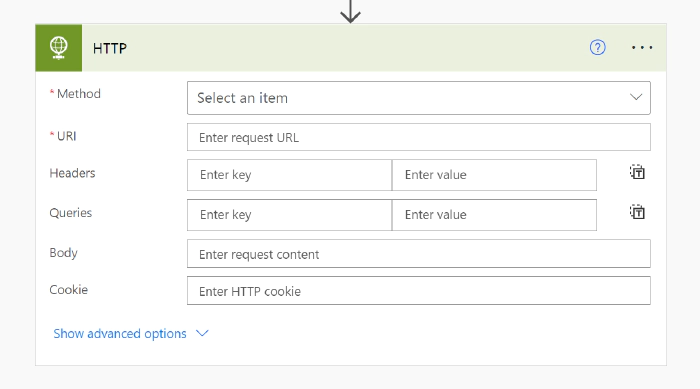 HTTP
* Method
Select an item
* URI
Enter request URL
Headers
Enter key
Enter value
Queries
Enter key
Enter value
Body
Enter request content
Cookie
Enter HTTP cookie
Show advanced options